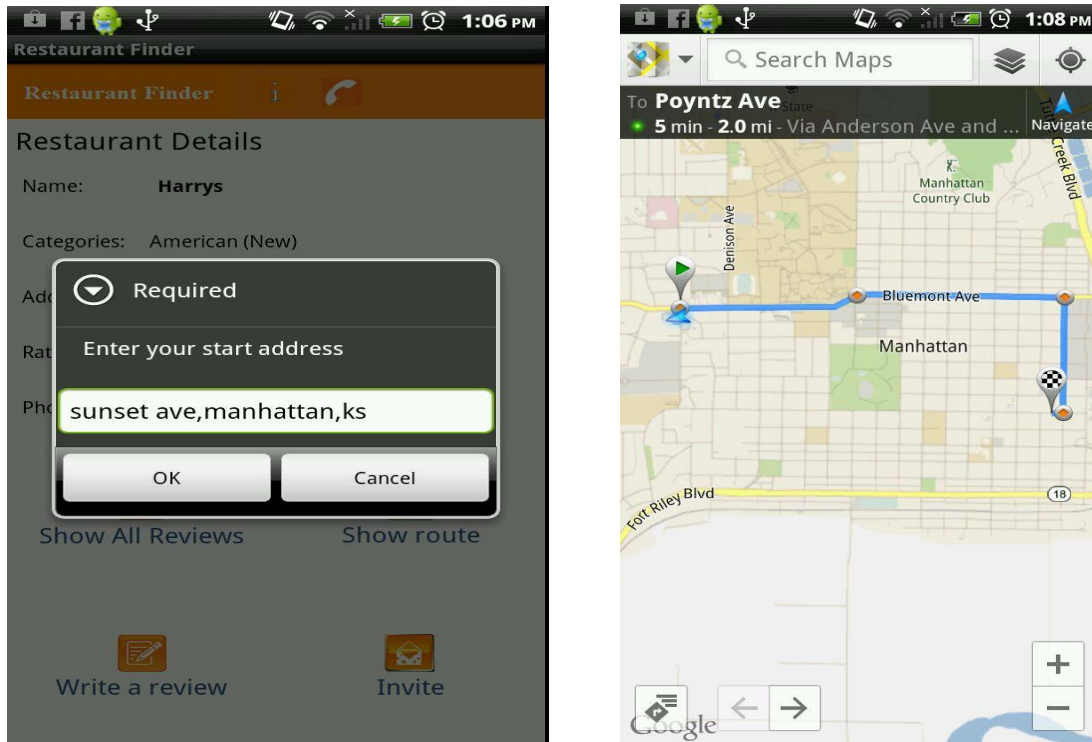 1:06 PM
Restaurant Finder
Restaurant Finder i
Restaurant Details
Name: Harrys
Categories: American (New)
Required
Enter your start address
sunset ave,manhattan,ks
OK Cancel
Show All Reviews Show route
Write a review Invite
1:08 PM
Search Maps
To Poyntz Ave
5 min - 2.0 mi - Via Anderson Ave and ... Navigate
State
Creek Blvd
Manhattan
Country Club
Denison Ave
Bluemont Ave
Manhattan
Fort Riley Blvd
18
Google